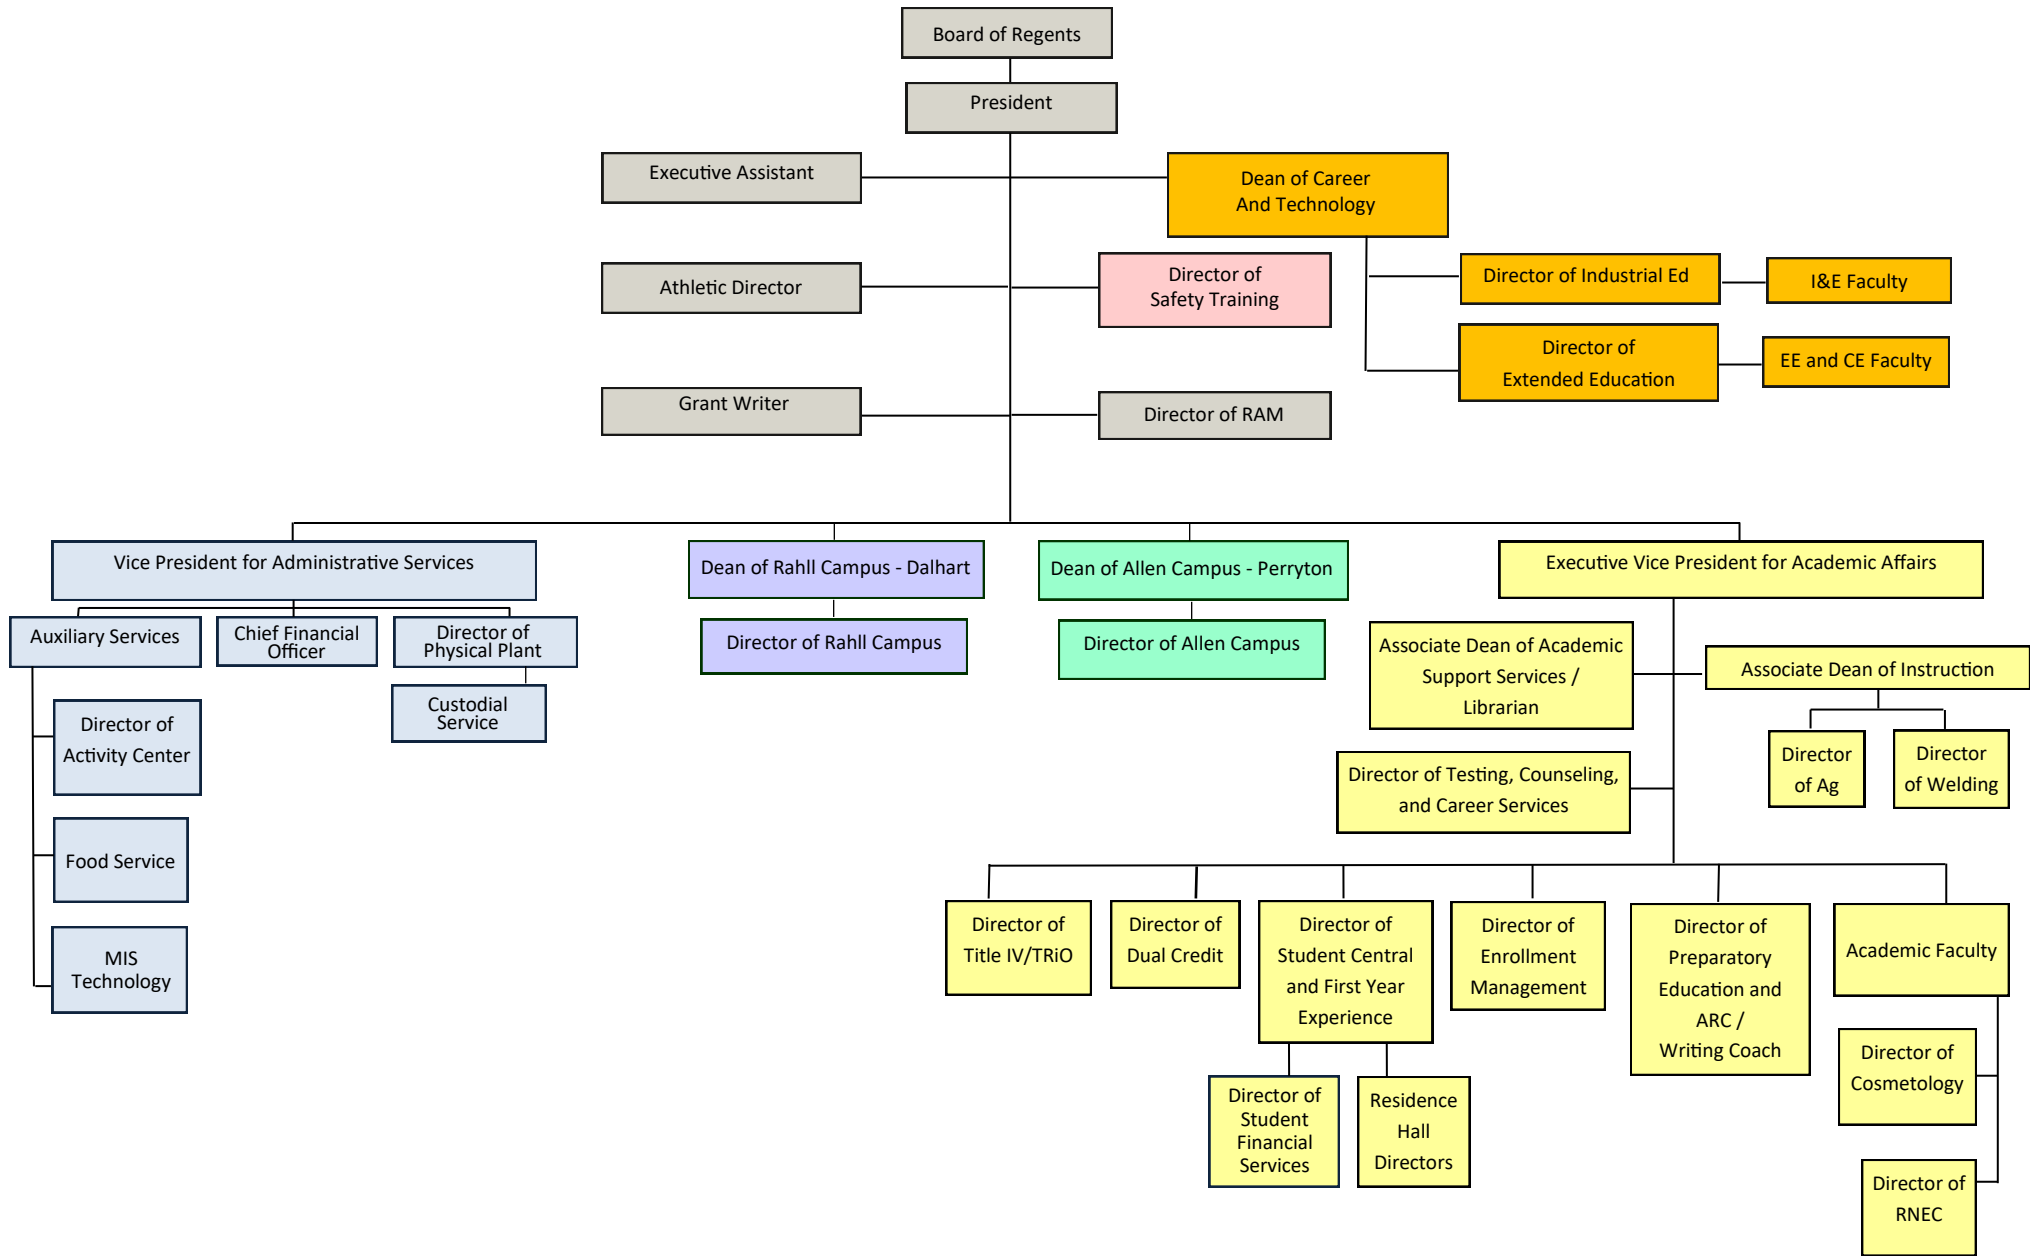 Board of Regents
President
Executive Assistant
Dean of Career
And Technology
Athletic Director
Director of
Safety Training
Director of Industrial Ed
I&E Faculty
Director of
Extended Education
EE and CE Faculty
Grant Writer
Director of RAM
Vice President for Administrative Services
Dean of Rahll Campus - Dalhart
Dean of Allen Campus - Perryton
Executive Vice President for Academic Affairs
Auxiliary Services
Chief Financial
Officer
Director of
Physical Plant
Director of Rahll Campus
Director of Allen Campus
Associate Dean of Academic
Support Services /
Librarian
Associate Dean of Instruction
Director of
Activity Center
Custodial
Service
Director
of Ag
Director
of Welding
Director of Testing, Counseling,
and Career Services
Food Service
MIS
Technology
Director of
Title IV/TRiO
Director of
Dual Credit
Director of
Student Central
and First Year
Experience
Director of
Enrollment
Management
Director of
Preparatory
Education and
ARC /
Writing Coach
Academic Faculty
Director of
Student
Financial
Services
Residence
Hall
Directors
Director of
Cosmetology
Director of
RNEC